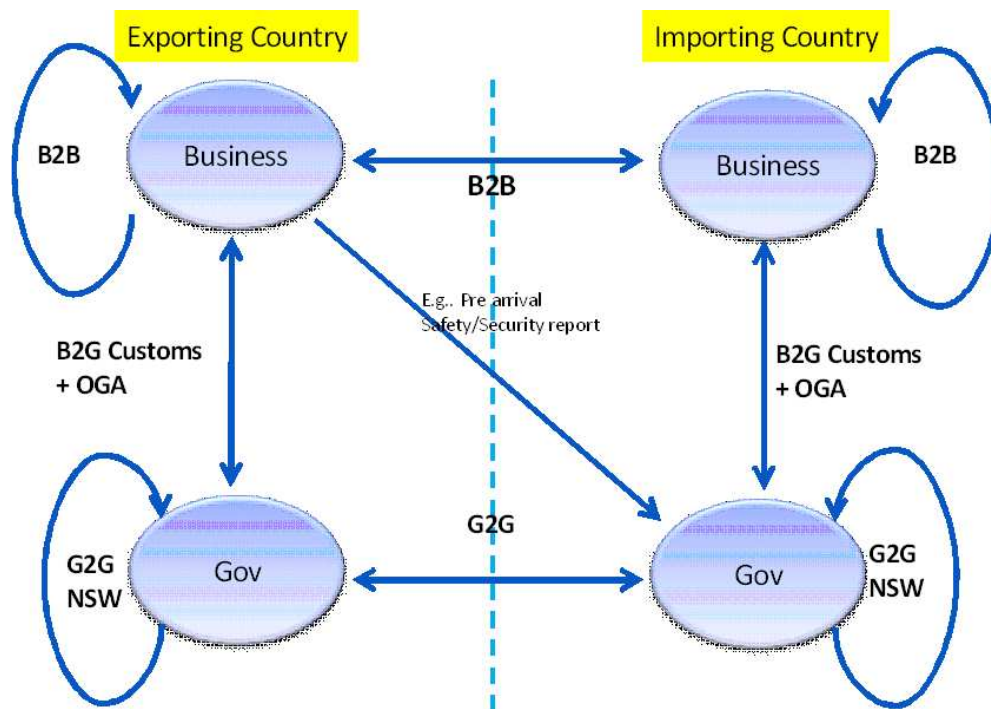 Exporting Country
Importing Country
B2B
Business
B2B
Business
B2B
E.g.. Pre arrival
Safety/Security report
B2G Customs
+ OGA
B2G Customs
+ OGA
G2G
NSW
Gov
G2G
Gov
G2G
NSW